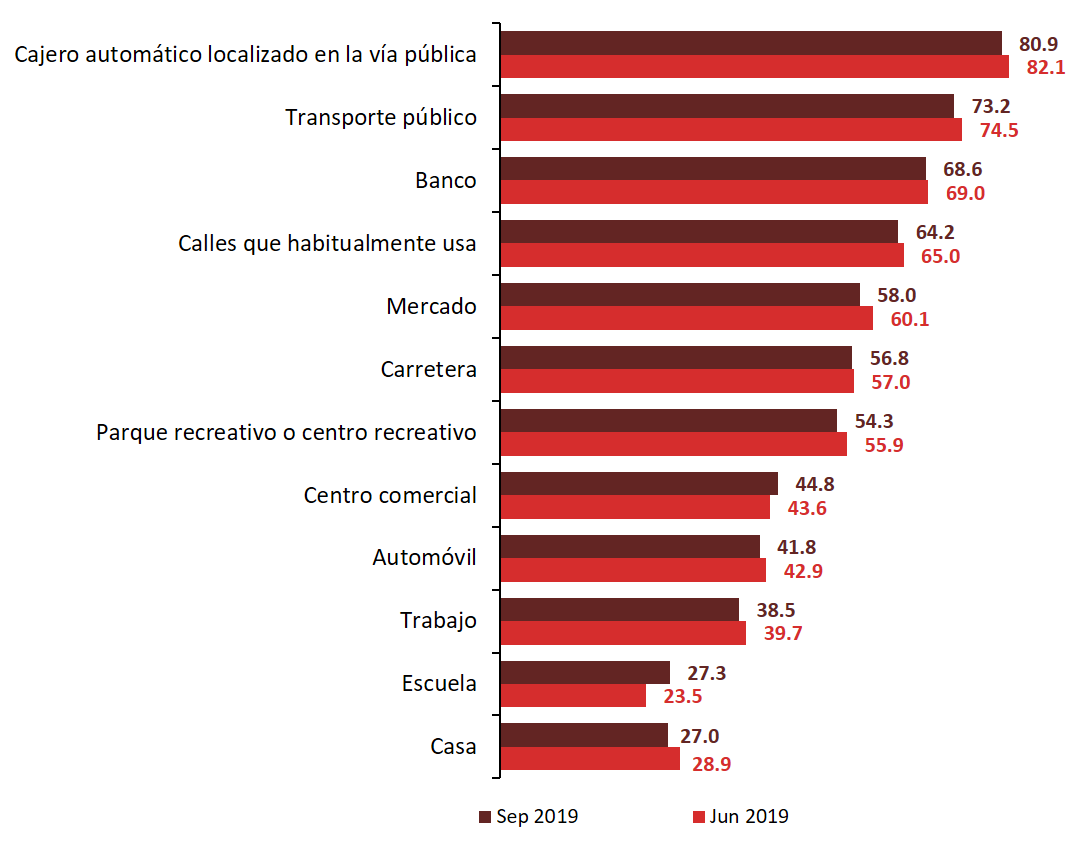 Cajero automático localizado en la vía pública
80.9
82.1
Transporte público
73.2
74.5
Banco
68.6
69.0
Calles que habitualmente usa
64.2
65.0
Mercado
58.0
60.1
Carretera
56.8
57.0
Parque recreativo o centro recreativo
54.3
55.9
Centro comercial
44.8
43.6
Automóvil
41.8
42.9
Trabajo
38.5
39.7
Escuela
27.3
23.5
Casa
27.0
28.9
Sep 2019
Jun 2019